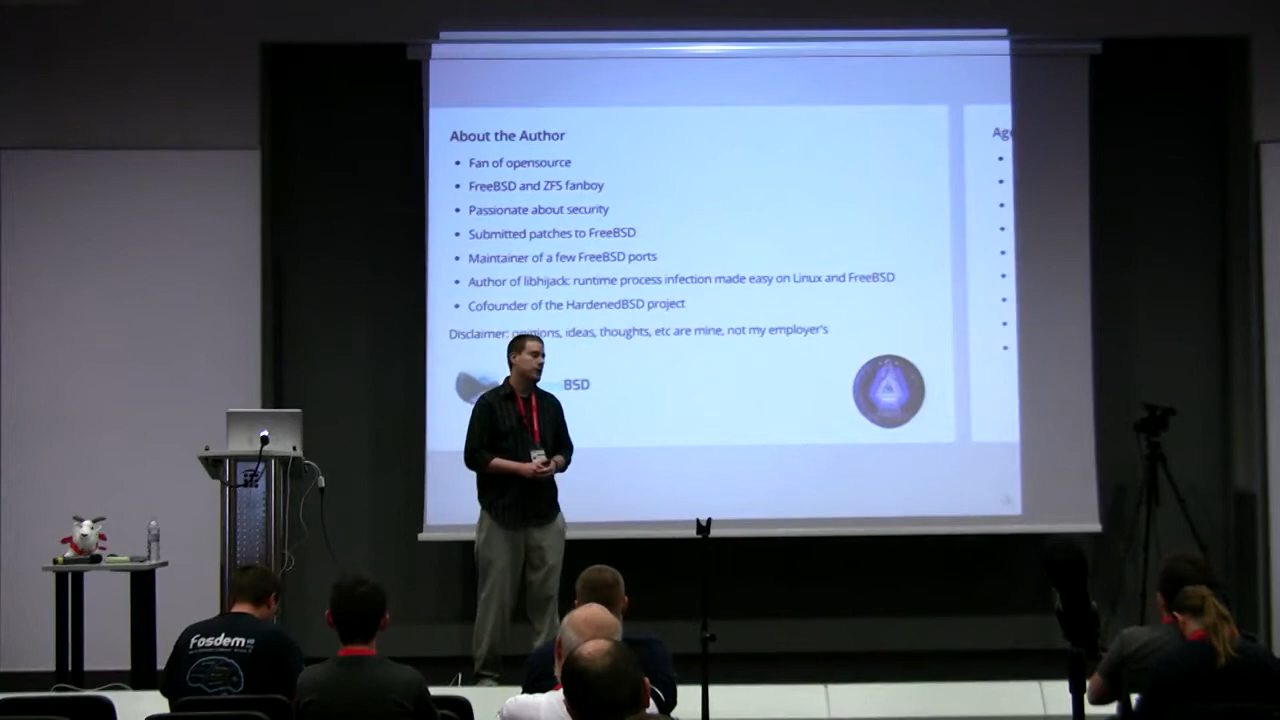 About the Author
Fan of opensource
FreeBSD and ZFS fanboy
Passionate about security
Submitted patches to FreeBSD
Maintainer of a few FreeBSD ports
Author of libhijack: runtime process infection made easy on Linux and FreeBSD
Cofounder of the HardenedBSD project
Disclaimer: opinions, ideas, thoughts, etc are mine, not my employer's
BSD
Fosdem